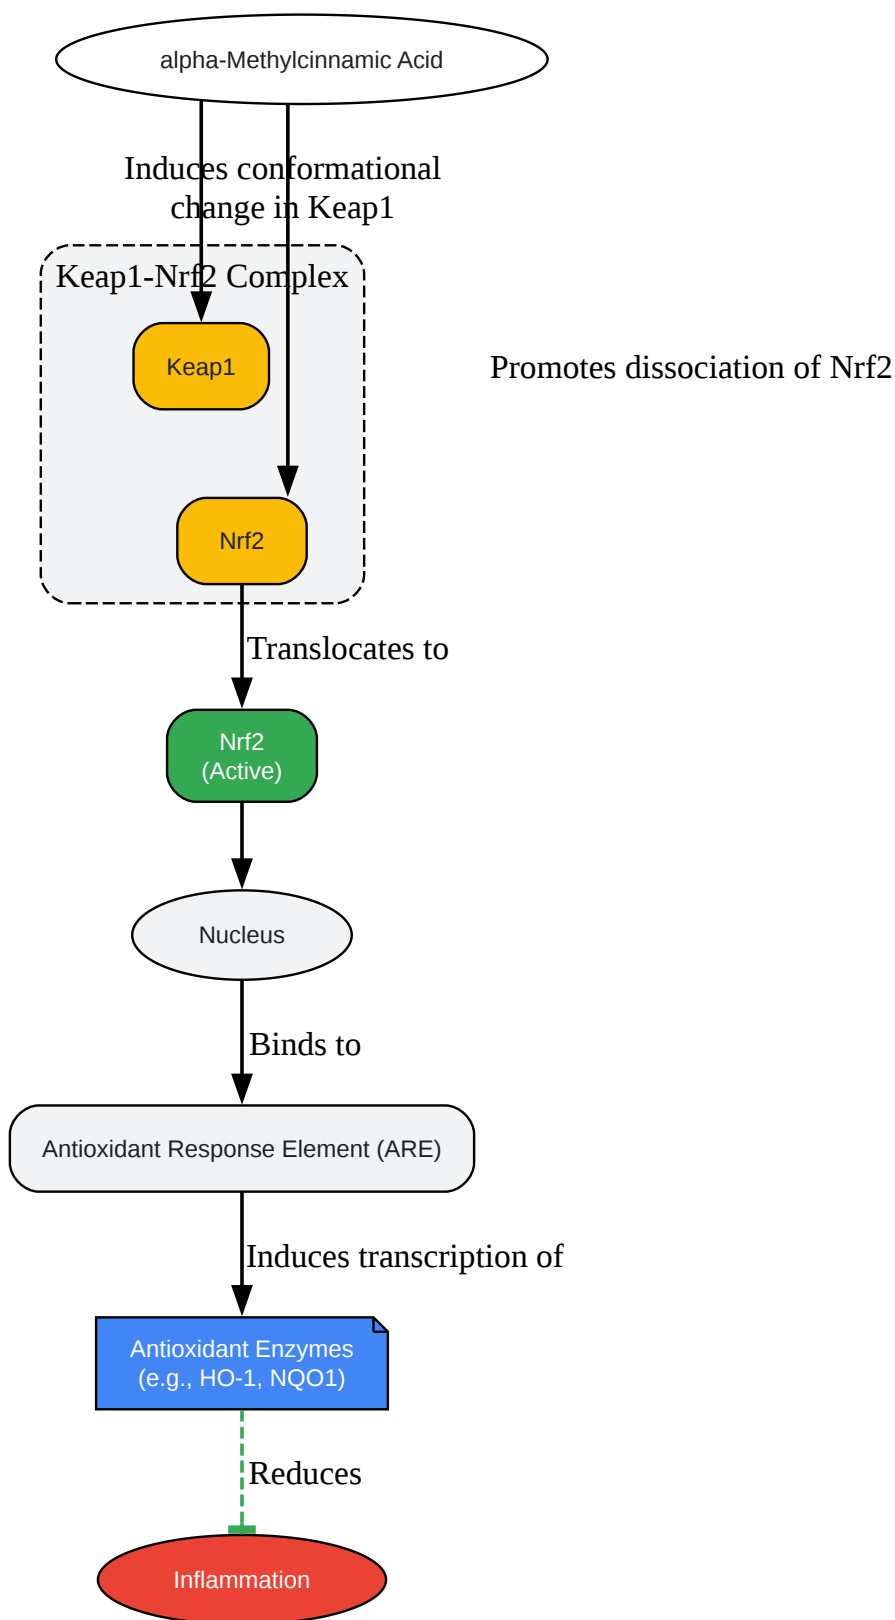 alpha-Methylcinnamic Acid
Induces conformational
change in Keap1
Keap1-Nrf2 Complex
Keap1
Promotes dissociation of Nrf2
Nrf2
Translocates to
Nrf2
(Active)
Nucleus
Binds to
Antioxidant Response Element (ARE)
Induces transcription of
Antioxidant Enzymes
(e.g., HO-1, NQO1)
Reduces
Inflammation